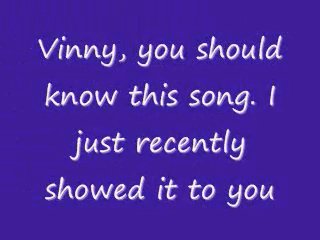 Vinny, you should
know this song. I
just recently
showed it to you